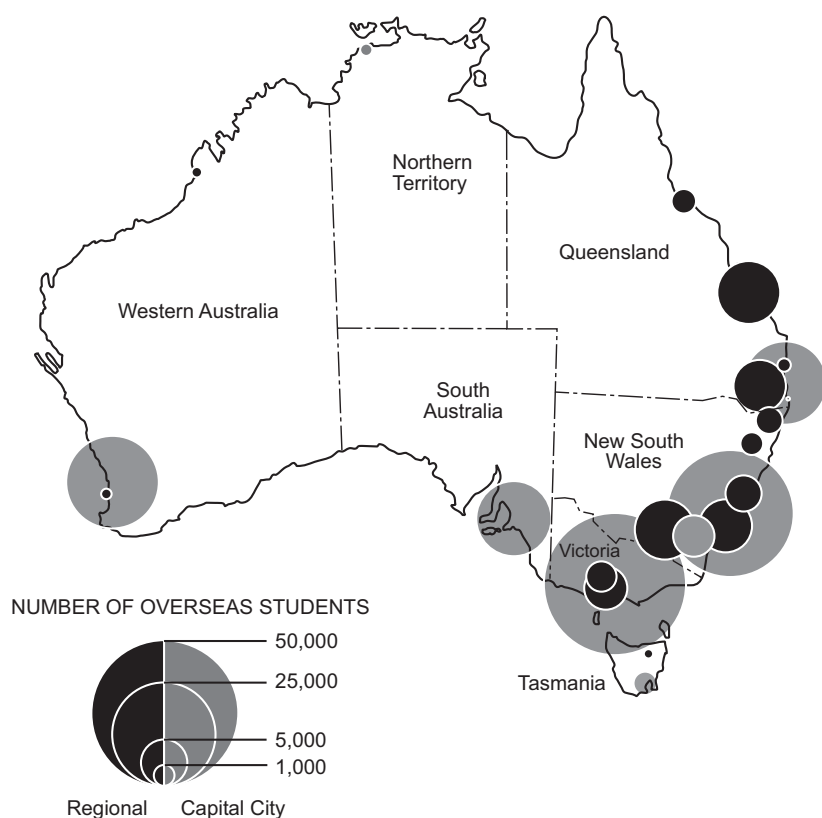 Northern
Territory
Queensland
Western Australia
South
Australia
New South
Wales
Victoria
Tasmania
NUMBER OF OVERSEAS STUDENTS
50,000
25,000
5,000
1,000
Regional Capital City